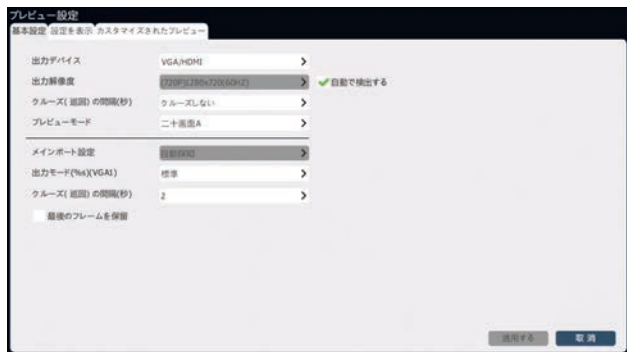 プレビュー設定
基本設定 設定を表示 カスタマイズされたプレビュー
出力デバイス VGA/HDMI
出力解像度 (720P)1280x720(60HZ) 自動で検出する
クルーズ( 巡回) の間隔(秒) クルーズしない
プレビューモード 二十画面A
メインポート設定
出力モード(%s)(VGA1) 標準
クルーズ( 巡回) の間隔(秒) 2
最後のフレームを保留
適用する 取消